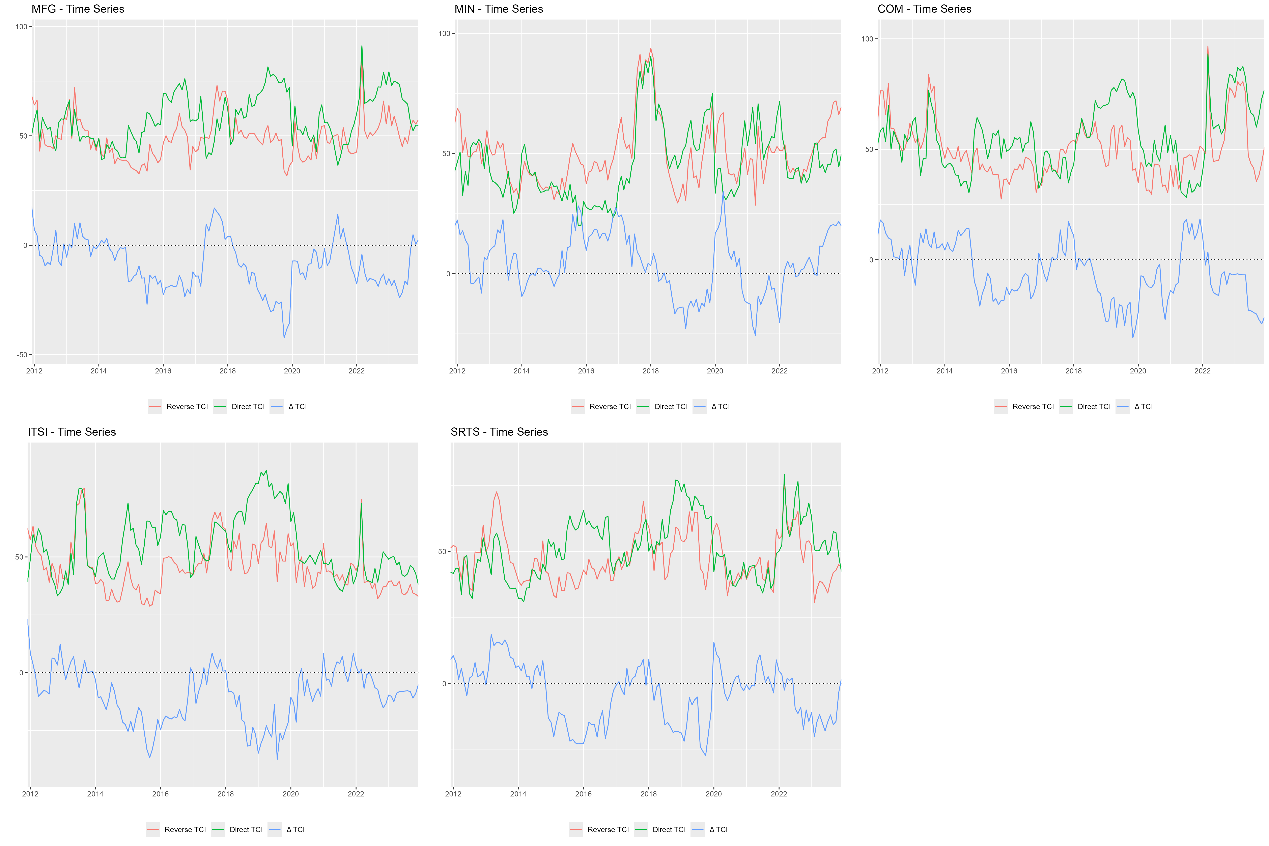 MFG - Time Series
100
50
0
-50
2012 2014 2016 2018 2020 2022
Reverse TCI Direct TCI Δ TCI
MIN - Time Series
100
50
0
2012 2014 2016 2018 2020 2022
Reverse TCI Direct TCI Δ TCI
COM - Time Series
100
50
0
2012 2014 2016 2018 2020 2022
Reverse TCI Direct TCI Δ TCI
ITSI - Time Series
50
0
2012 2014 2016 2018 2020 2022
Reverse TCI Direct TCI Δ TCI
SRTS - Time Series
50
0
2012 2014 2016 2018 2020 2022
Reverse TCI Direct TCI Δ TCI